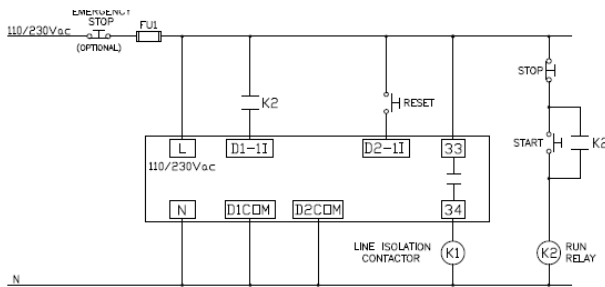 EMERGENCY
STOP
(OPTIONAL)
110/230Vac
FU1
STOP
K2
RESET
START
K2
L
D1-1I
D2-1I
33
110/230Vac
N
D1COM
D2COM
34
LINE ISOLATION
CONTACTOR
K1
K2
RUN
RELAY
N